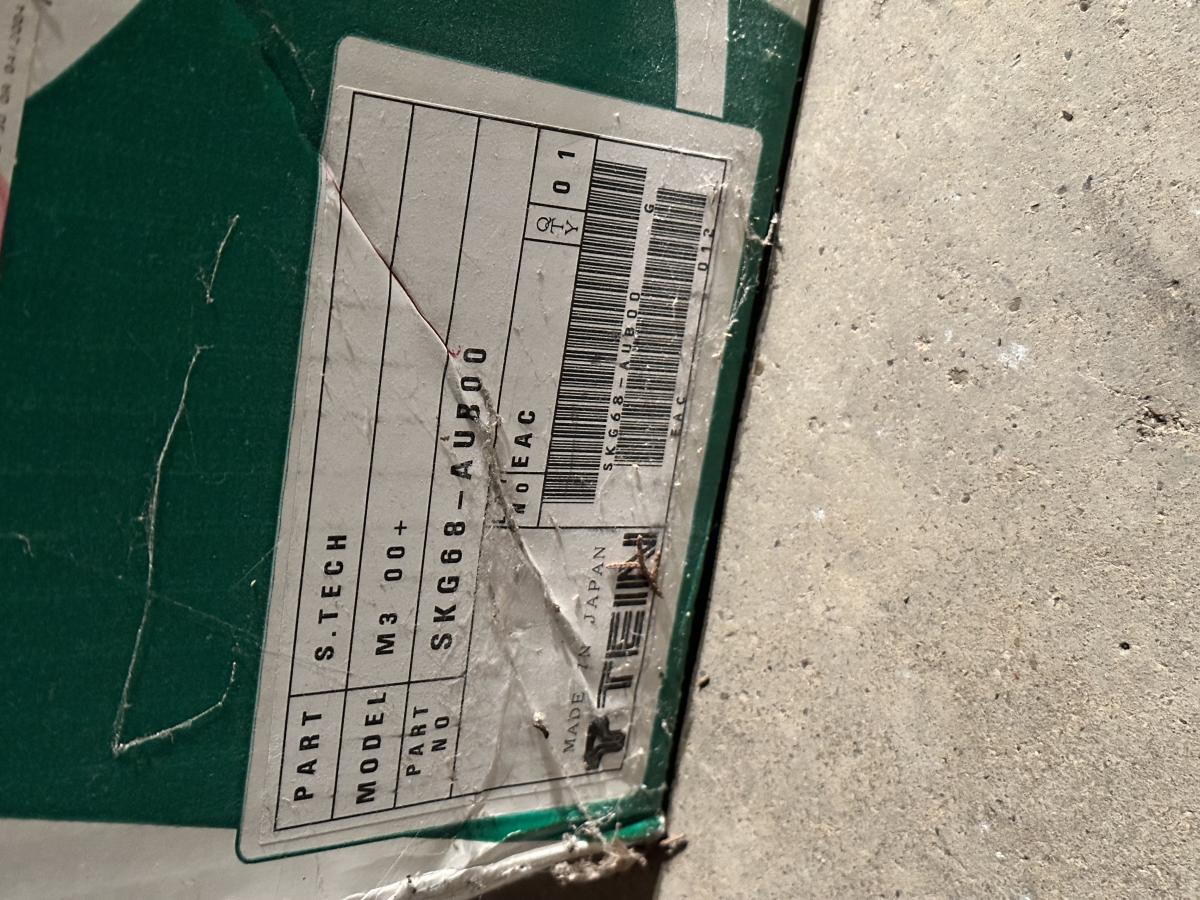 PART S.TECH
MODEL M3 00+
PART NO SKG68-AUB00
NO EAC QTY 01
SKG68-AUB00 G
EAC 012
MADE IN JAPAN
TEIN